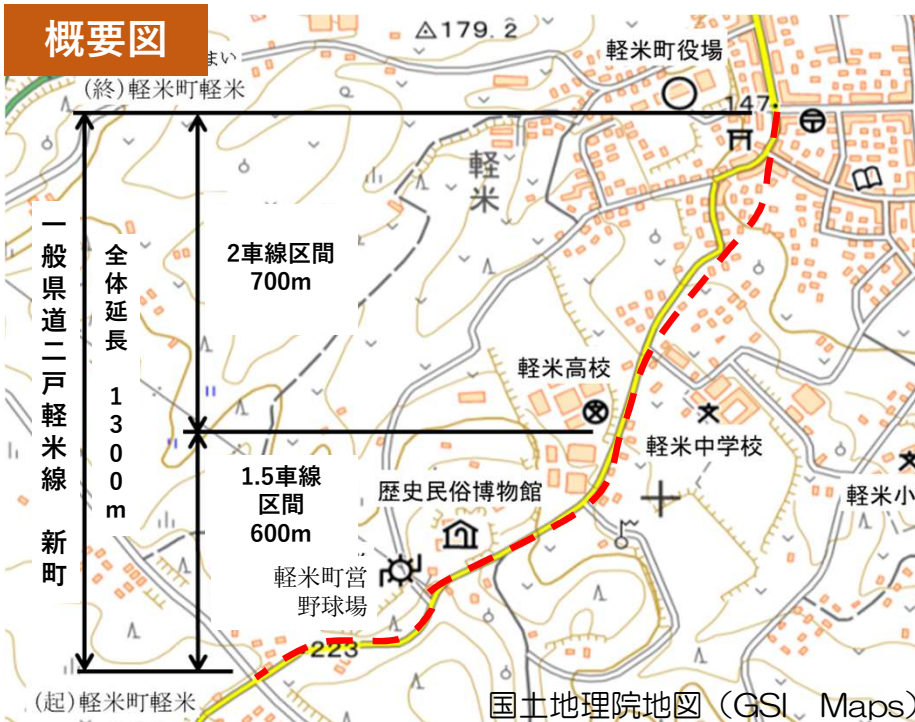 概要図
まい
179.2
軽米町役場
(終)軽米町軽米
147.
軽米
2車線区間
700m
一般県道二戸軽米線 新町
全体延長 1300m
軽米高校
軽米中学校
1.5車線
区間
600m
歴史民俗博物館
軽米小
軽米町営
野球場
223
(起)軽米町軽米
国土地理院地図（GSI Maps）